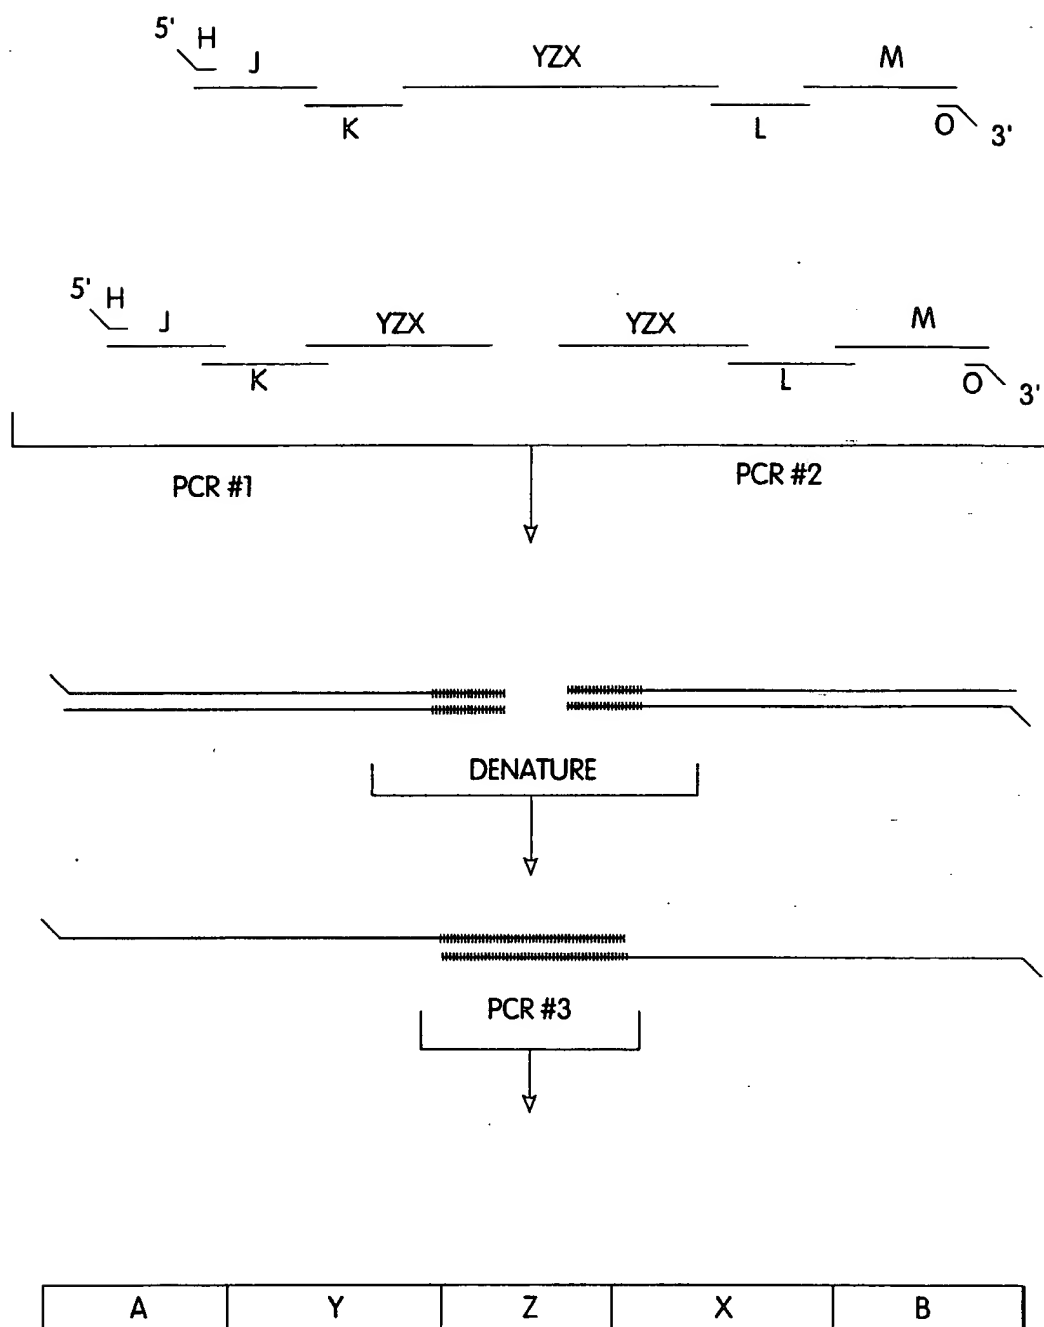 5' H J YZX M
K L O 3'
5' H J YZX YZX M
K L O 3'
PCR #1 PCR #2
DENATURE
PCR #3
A Y Z X B